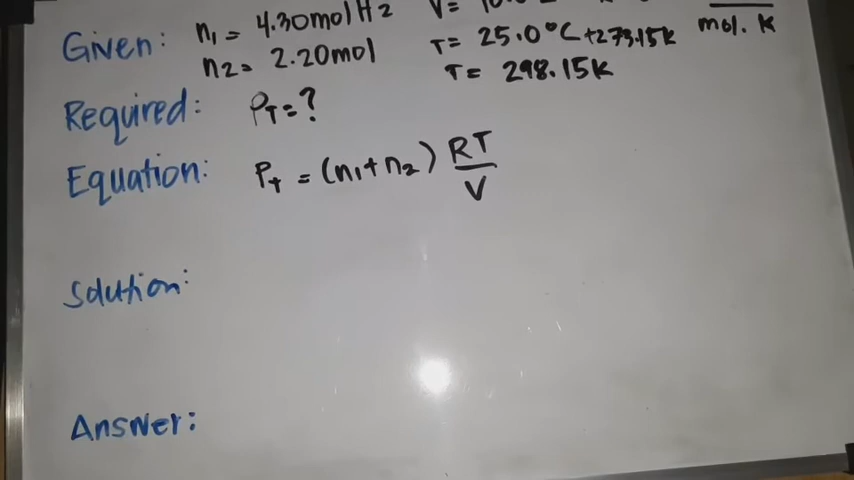 Given: n1 = 4.30mol H2 V=
n2= 2.20mol T= 25.0°C+273.15K mol. K
T= 298.15K
Required: PT=?
Equation: Pt = (n1+n2) RT/V
Solution:
Answer: